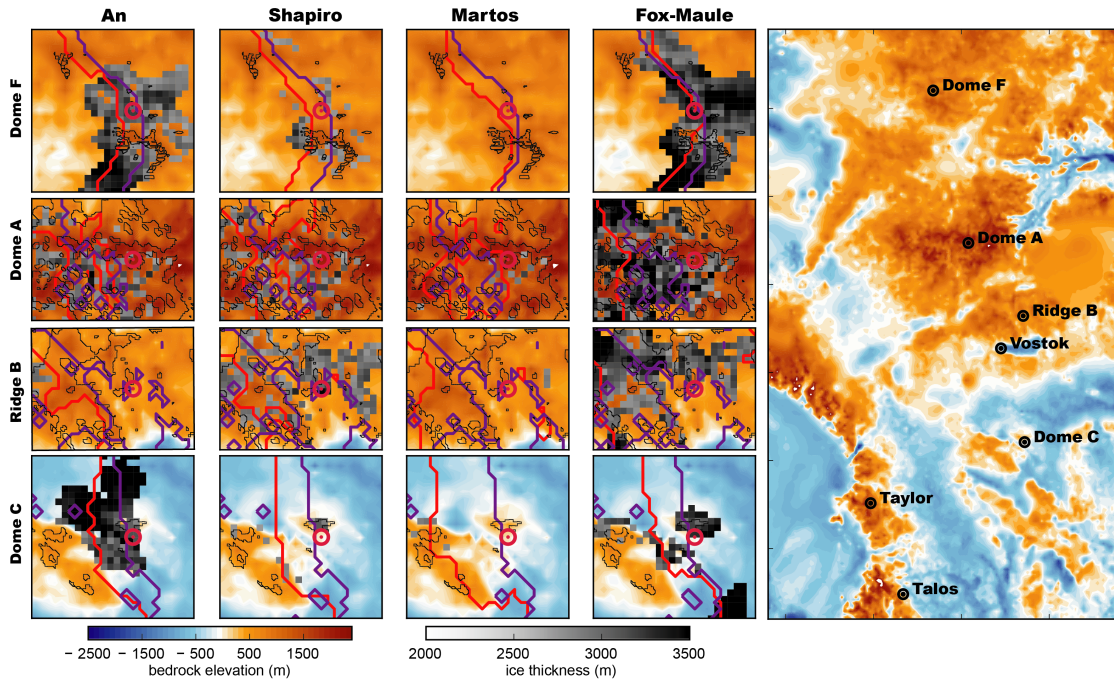 An Shapiro Martos Fox-Maule
Dome F
Dome A
Ridge B
Dome C
Dome F
Dome A
Ridge B
Vostok
Dome C
Taylor
Talos
− 2500 − 1500 − 500 500 1500
bedrock elevation (m)
2000 2500 3000 3500
ice thickness (m)